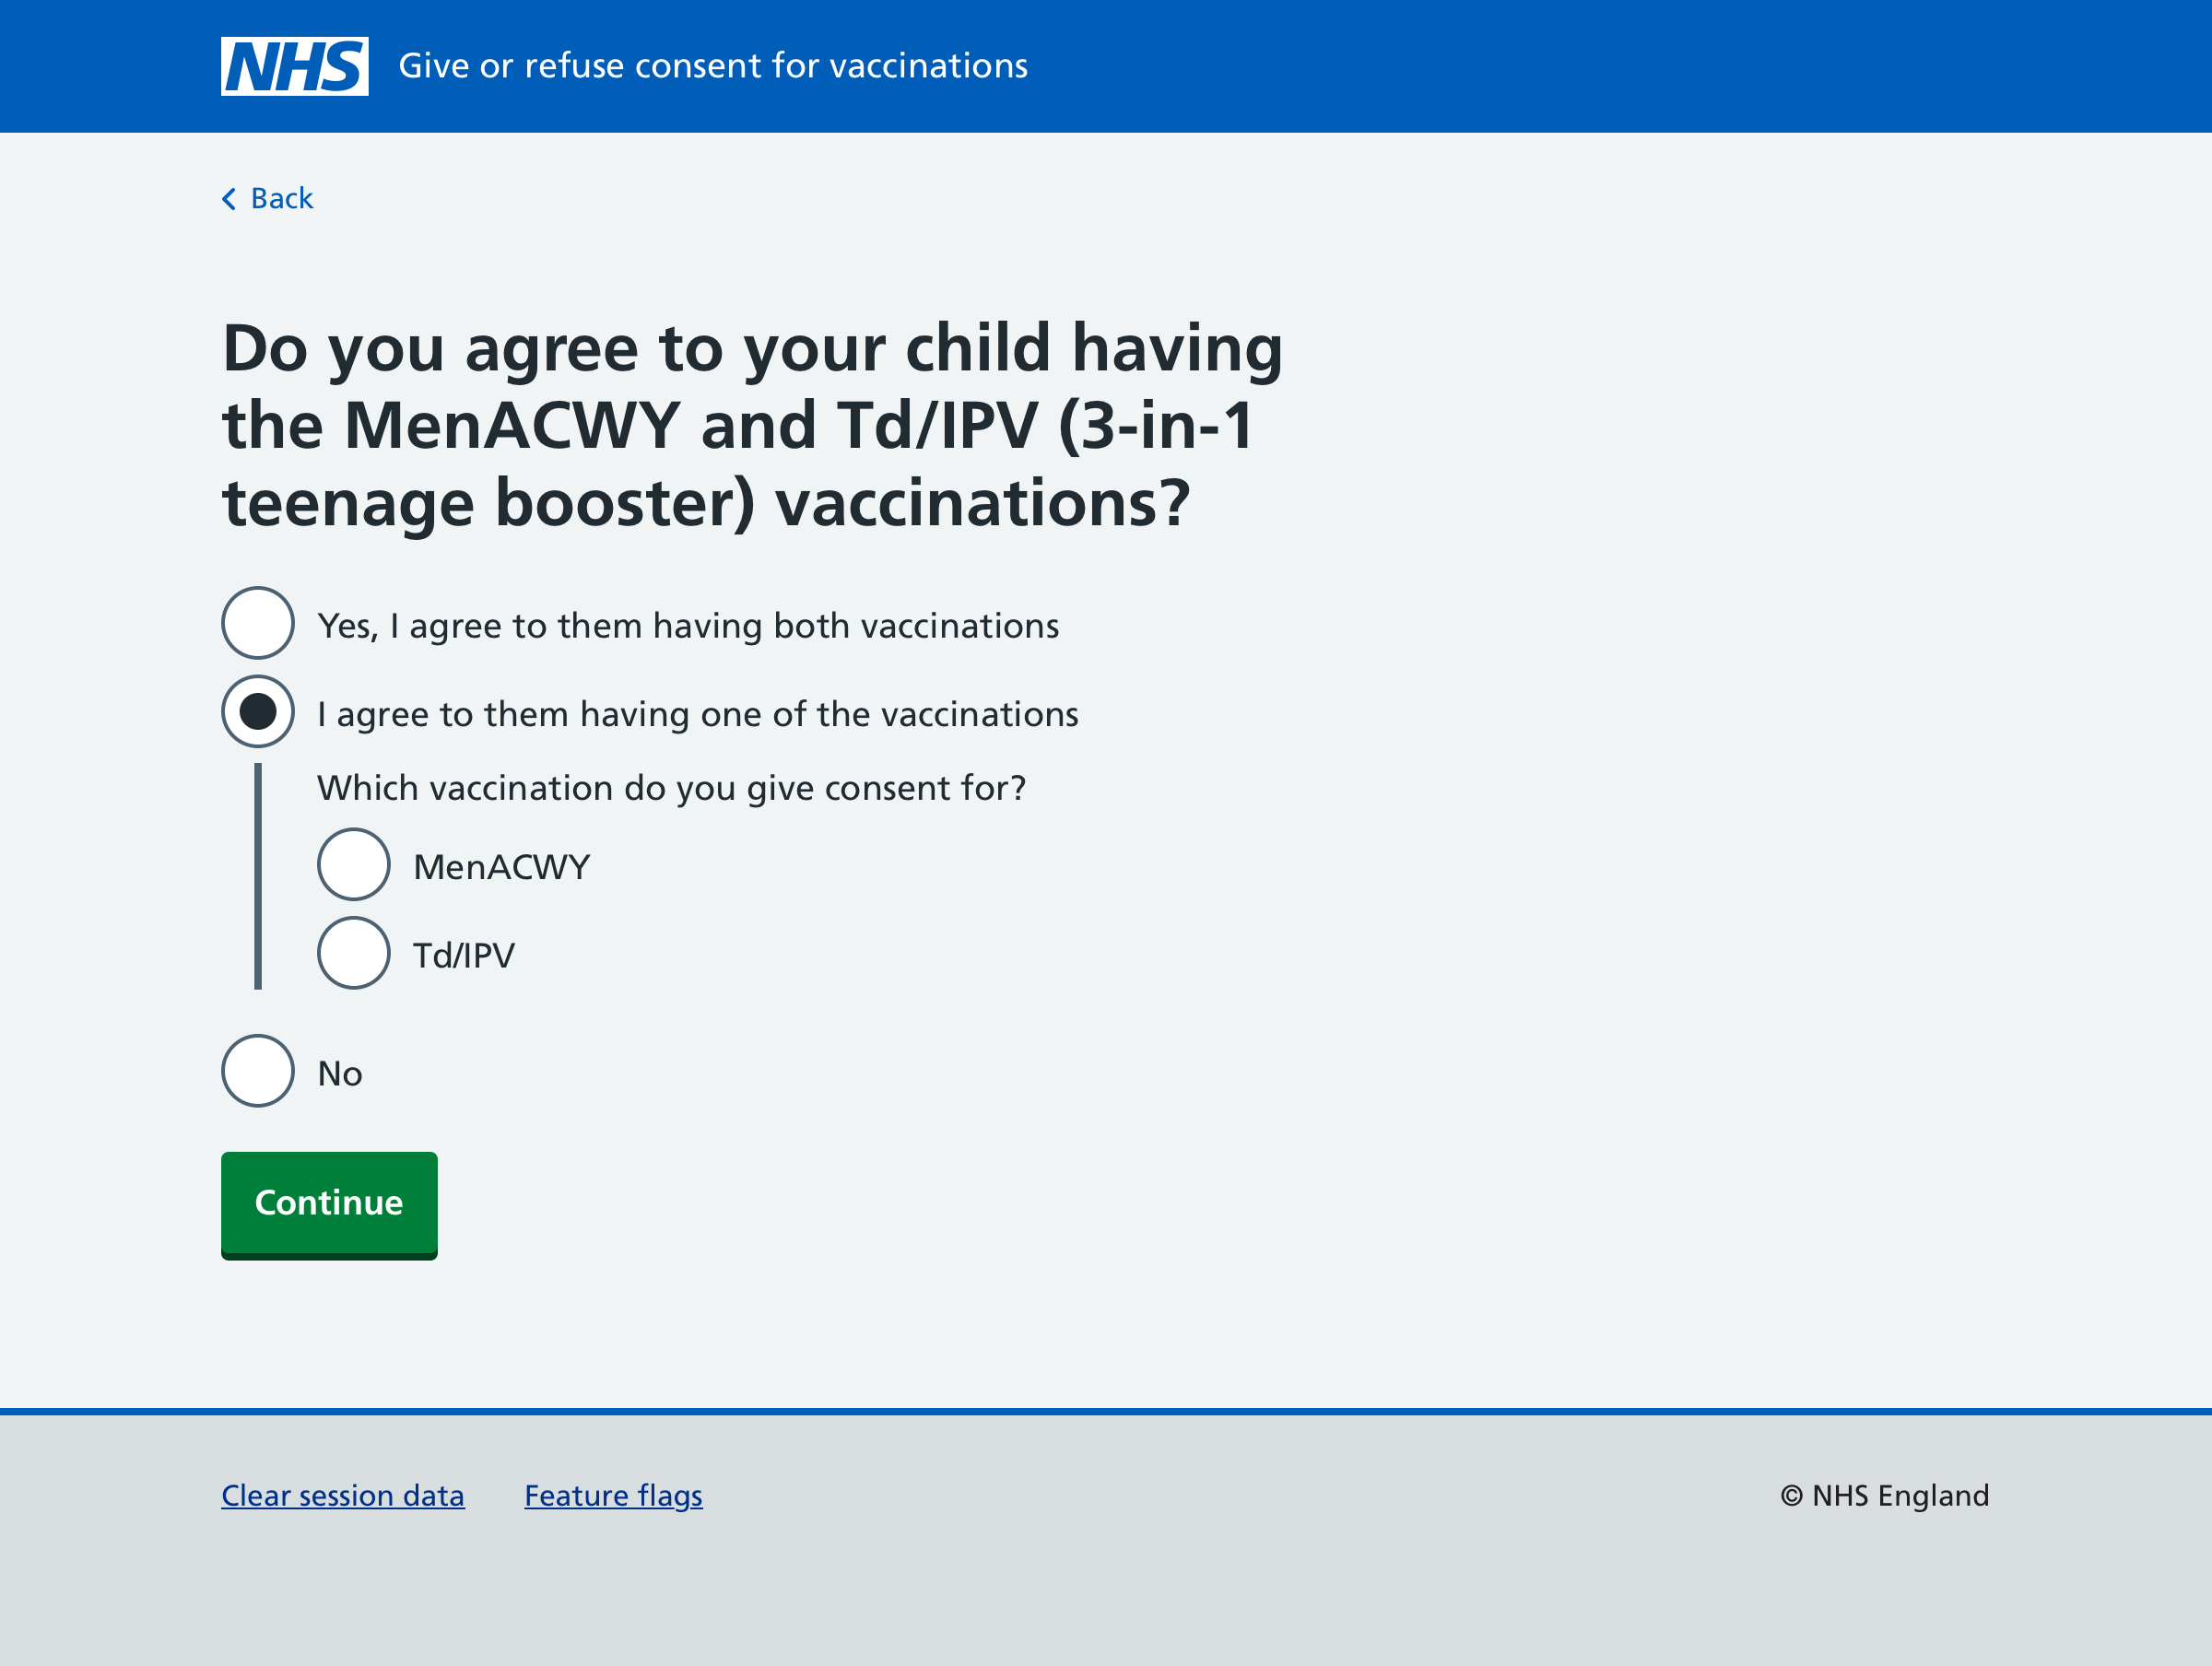 NHS Give or refuse consent for vaccinations
Back
Do you agree to your child having
the MenACWY and Td/IPV (3-in-1
teenage booster) vaccinations?
Yes, I agree to them having both vaccinations
I agree to them having one of the vaccinations
Which vaccination do you give consent for?
MenACWY
Td/IPV
No
Continue
Clear session data Feature flags © NHS England